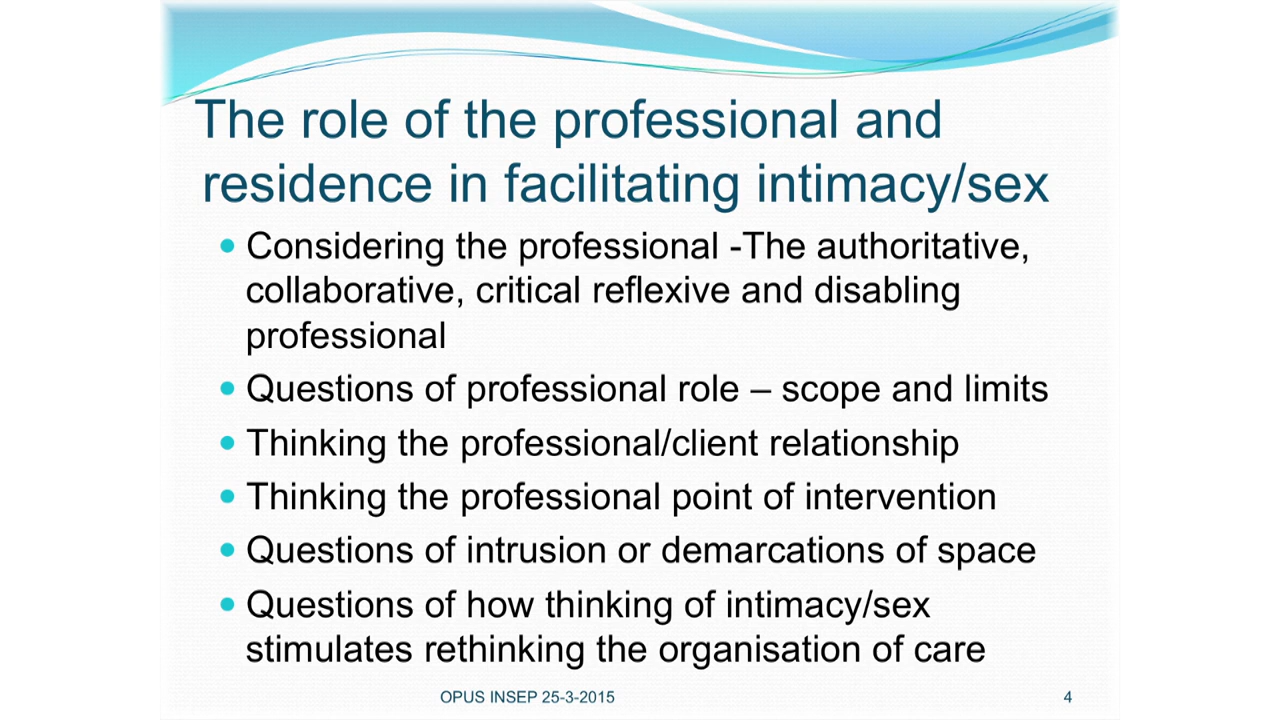 The role of the professional and
residence in facilitating intimacy/sex
Considering the professional -The authoritative,
collaborative, critical reflexive and disabling
professional
Questions of professional role – scope and limits
Thinking the professional/client relationship
Thinking the professional point of intervention
Questions of intrusion or demarcations of space
Questions of how thinking of intimacy/sex
stimulates rethinking the organisation of care
OPUS INSEP 25-3-2015
4